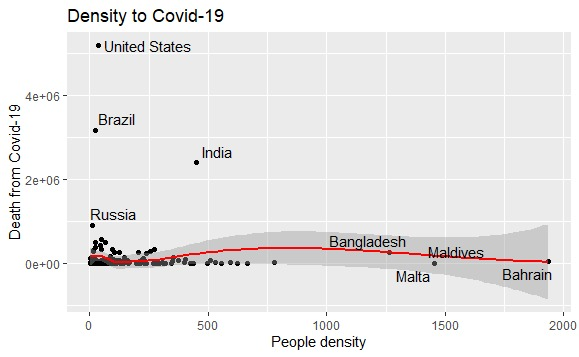 Density to Covid-19
United States
4e+06
Brazil
India
2e+06
Russia
Bangladesh
Maldives
0e+00
Malta
Bahrain
0
500
1000
1500
2000
People density
Death from Covid-19